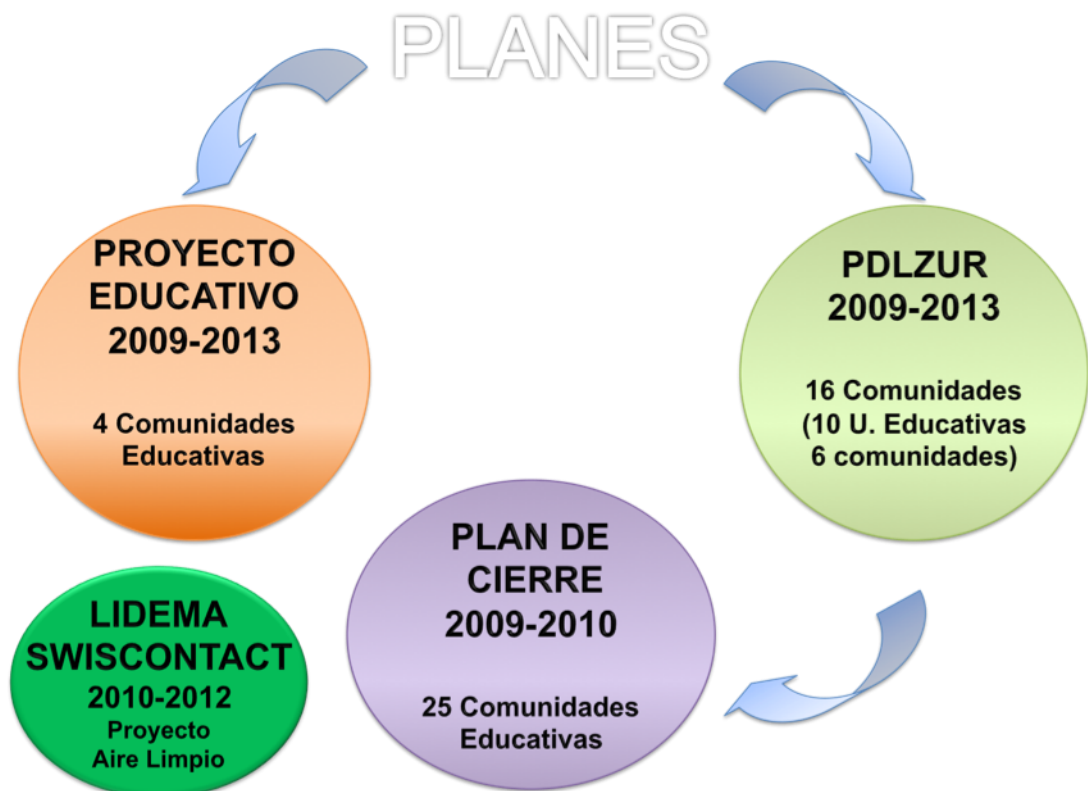 PLANES
PROYECTO
EDUCATIVO
2009-2013
4 Comunidades
Educativas
PDLZUR
2009-2013
16 Comunidades
(10 U. Educativas
6 comunidades)
PLAN DE
CIERRE
2009-2010
25 Comunidades
Educativas
LIDEMA
SWISCONTACT
2010-2012
Proyecto
Aire Limpio